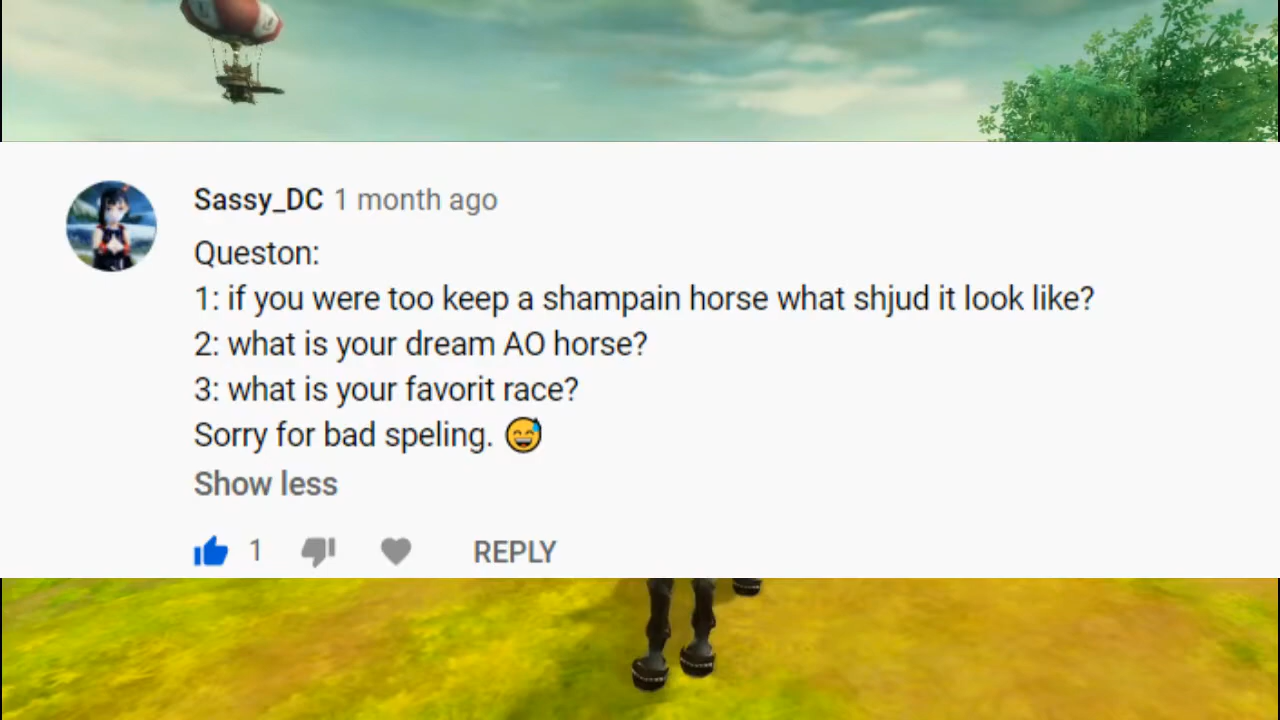 Sassy_DC 1 month ago
Queston:
1: if you were too keep a shampain horse what shjud it look like?
2: what is your dream AO horse?
3: what is your favorit race?
Sorry for bad speling. 😅
Show less
1 REPLY